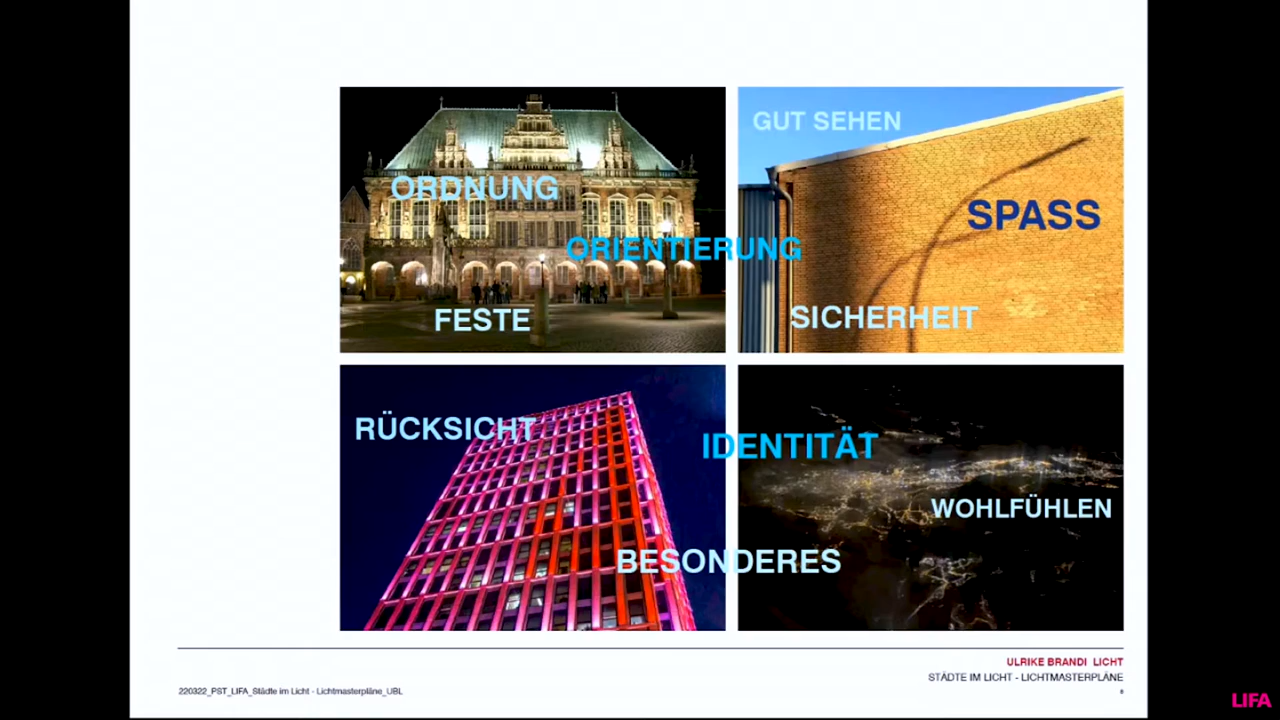 GUT SEHEN
ORDNUNG
SPASS
ORIENTIERUNG
FESTE
SICHERHEIT
RÜCKSICHT
IDENTITÄT
WOHLFÜHLEN
BESONDERES
ULRIKE BRANDI LICHT
STÄDTE IM LICHT - LICHTMASTERPLÄNE
220322_PST_LIFA_Städte im Licht - Lichtmasterpläne_UBL
LIFA